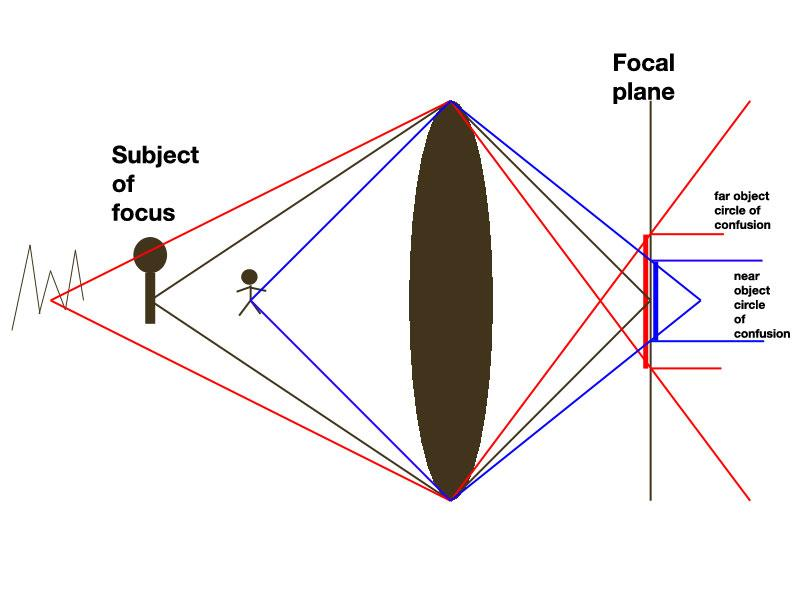 Focal
plane
Subject
of
focus
far object
circle of
confusion
near
object
circle
of
confusion